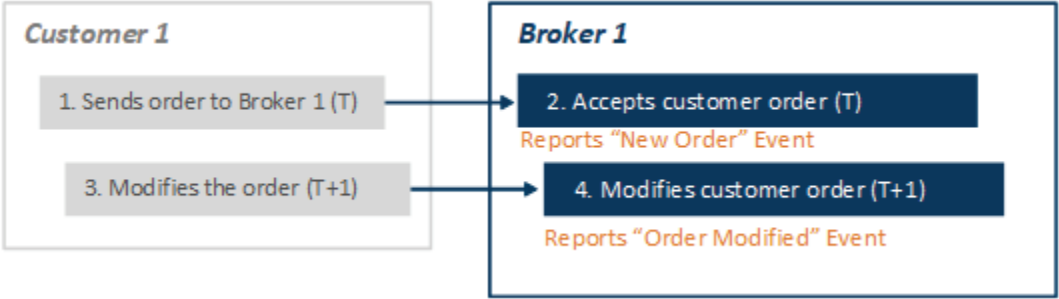 Customer 1
1. Sends order to Broker 1 (T)
3. Modifies the order (T+1)
Broker 1
2. Accepts customer order (T)
Reports “New Order” Event
4. Modifies customer order (T+1)
Reports “Order Modified” Event